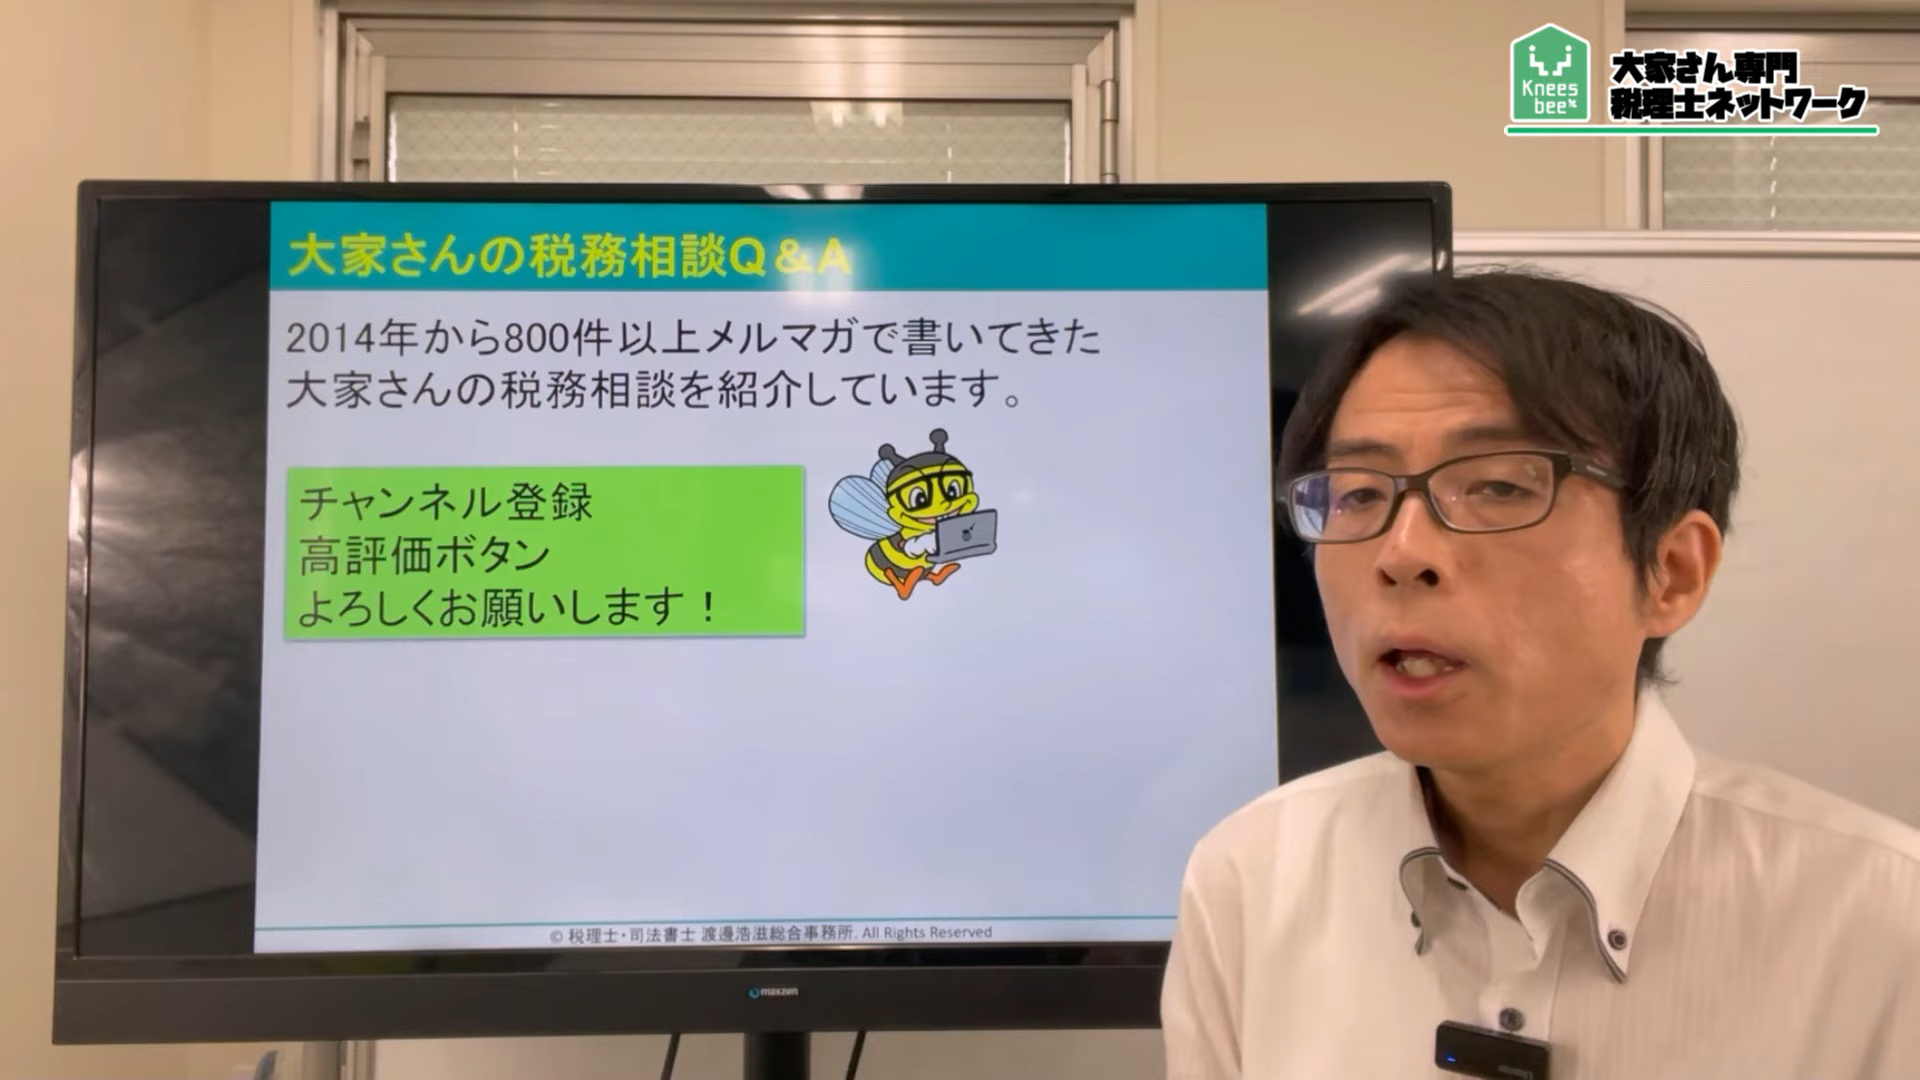 Knees
bee
大家さん専門
税理士ネットワーク
大家さんの税務相談Q&A
2014年から800件以上メルマガで書いてきた
大家さんの税務相談を紹介しています。
チャンネル登録
高評価ボタン
よろしくお願いします！
© 税理士・司法書士 渡邊浩滋総合事務所. All Rights Reserved
maxzen